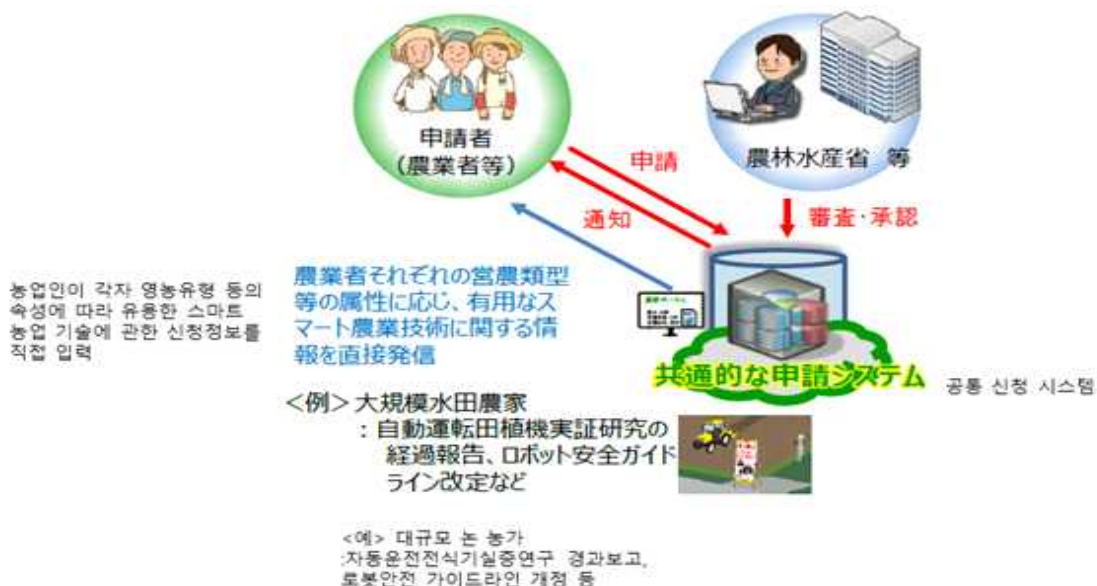 申請者
(農業者等)
農林水産省 等
申請
通知
審査・承認
農業者それぞれの営農類型
等の属性に応じ、有用なス
マート農業技術に関する情
報を直接発信
농업인이 각자 영농유형 등의
속성에 따라 유용한 스마트
농업 기술에 관한 신청정보를
직접 입력
共通的な申請システム
공통 신청 시스템
<例> 大規模水田農家
：自動運転田植機実証研究の
経過報告、ロボット安全ガイド
ライン改定など
<예> 대규모 논 농가
:자동운전전식기실증연구 경과보고,
로봇안전 가이드라인 개정 등